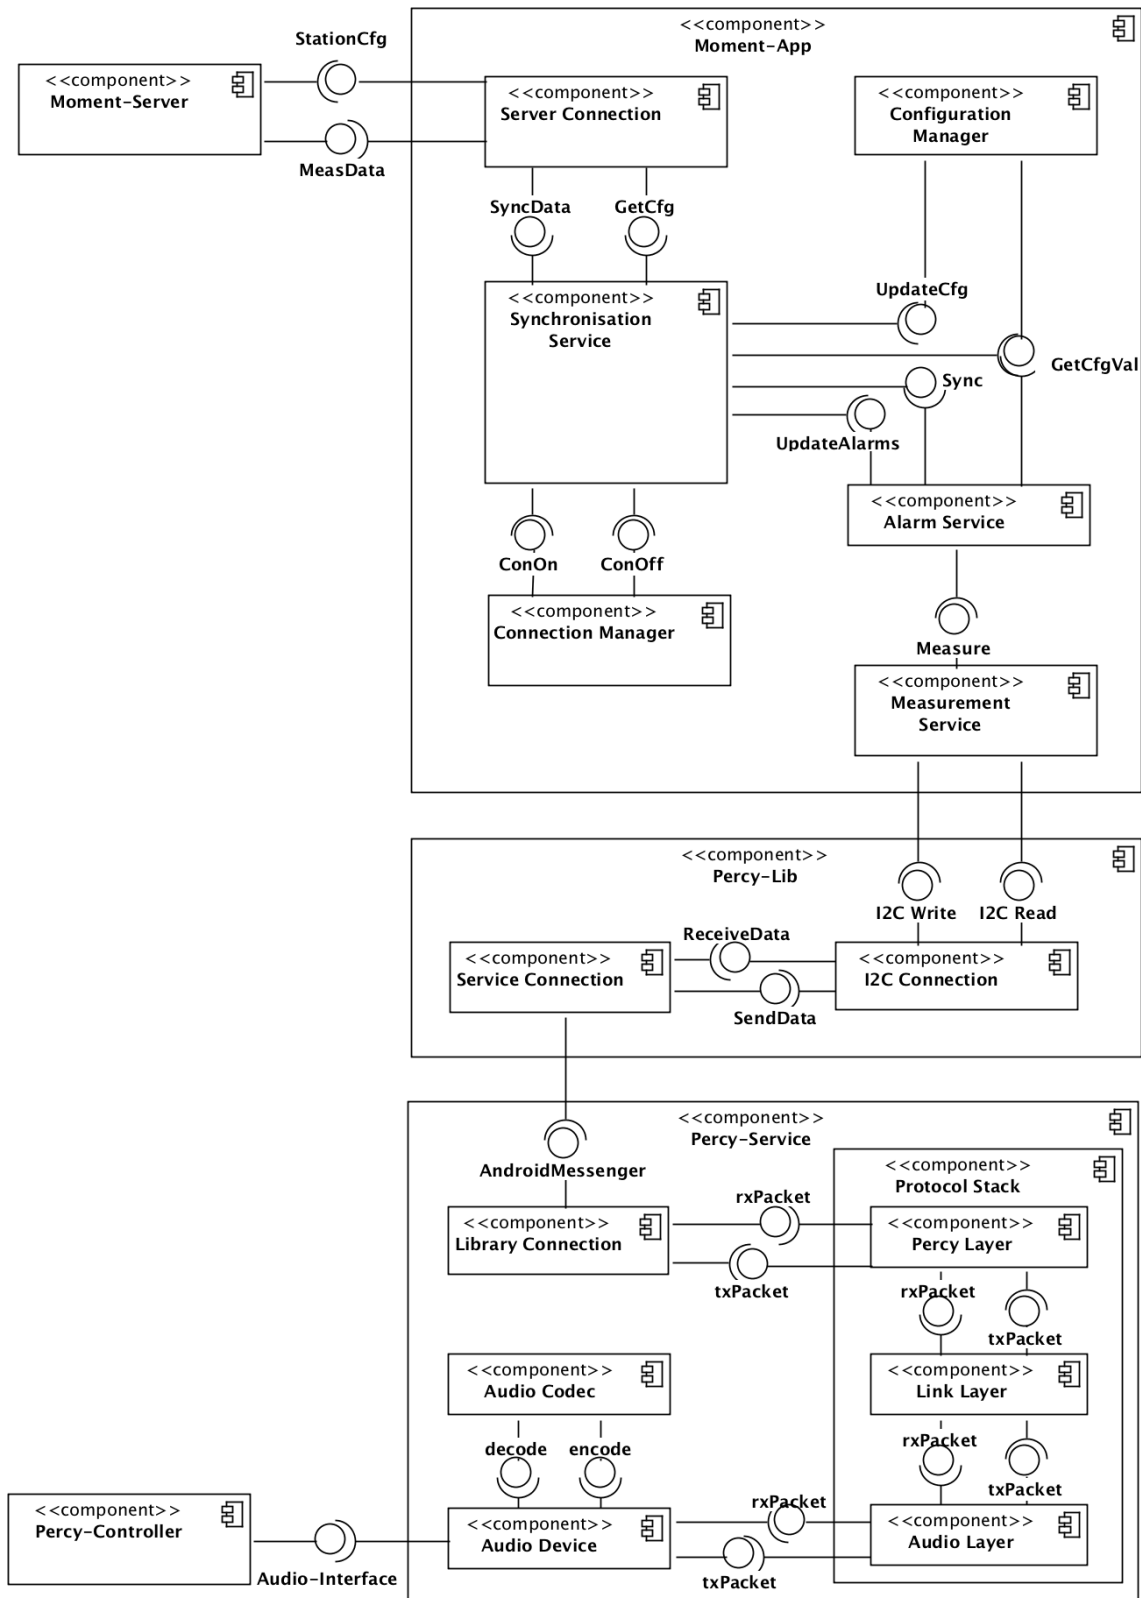 <<component>>
Moment-App
StationCfg
<<component>>
Moment-Server
<<component>>
Server Connection
<<component>>
Configuration
Manager
MeasData
SyncData
GetCfg
<<component>>
Synchronisation
Service
UpdateCfg
GetCfgVal
Sync
UpdateAlarms
<<component>>
Alarm Service
ConOn
ConOff
<<component>>
Connection Manager
Measure
<<component>>
Measurement
Service
<<component>>
Percy-Lib
I2C Write
I2C Read
ReceiveData
<<component>>
Service Connection
<<component>>
I2C Connection
SendData
<<component>>
Percy-Service
AndroidMessenger
<<component>>
Protocol Stack
rxPacket
<<component>>
Library Connection
<<component>>
Percy Layer
txPacket
rxPacket
txPacket
<<component>>
Audio Codec
<<component>>
Link Layer
decode
encode
rxPacket
txPacket
rxPacket
<<component>>
Percy-Controller
<<component>>
Audio Device
<<component>>
Audio Layer
Audio-Interface
txPacket